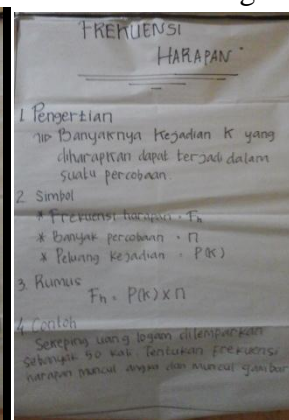 FREKUENSI
HARAPAN
1. Pengertian
⇒ Banyaknya kejadian K yang
diharapkan dapat terjadi dalam
suatu percobaan.
2. Simbol
* Frekuensi harapan = Fh
* Banyak percobaan = n
* Peluang kejadian = P(K)
3. Rumus
Fh = P(K) x n
4. Contoh
Sekeping uang logam dilemparkan
sebanyak 50 kali. Tentukan frekuensi
harapan muncul angka dan muncul gambar